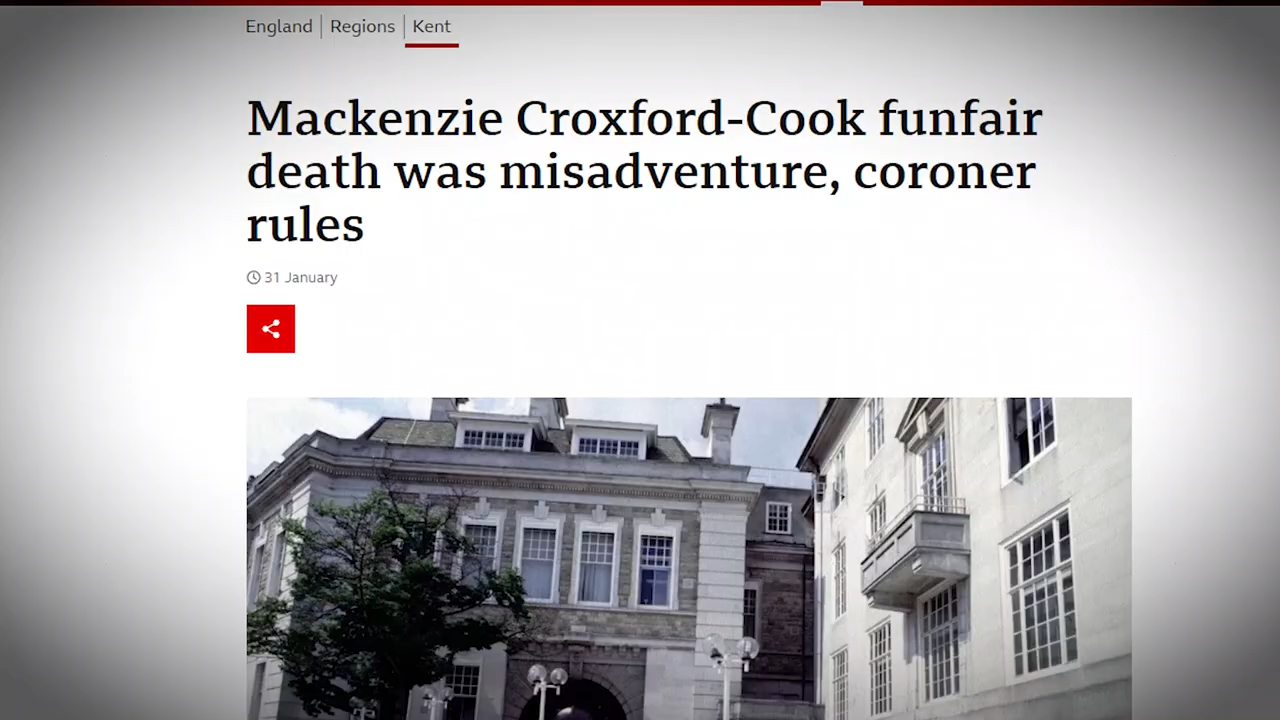 England Regions Kent
Mackenzie Croxford-Cook funfair
death was misadventure, coroner
rules
31 January